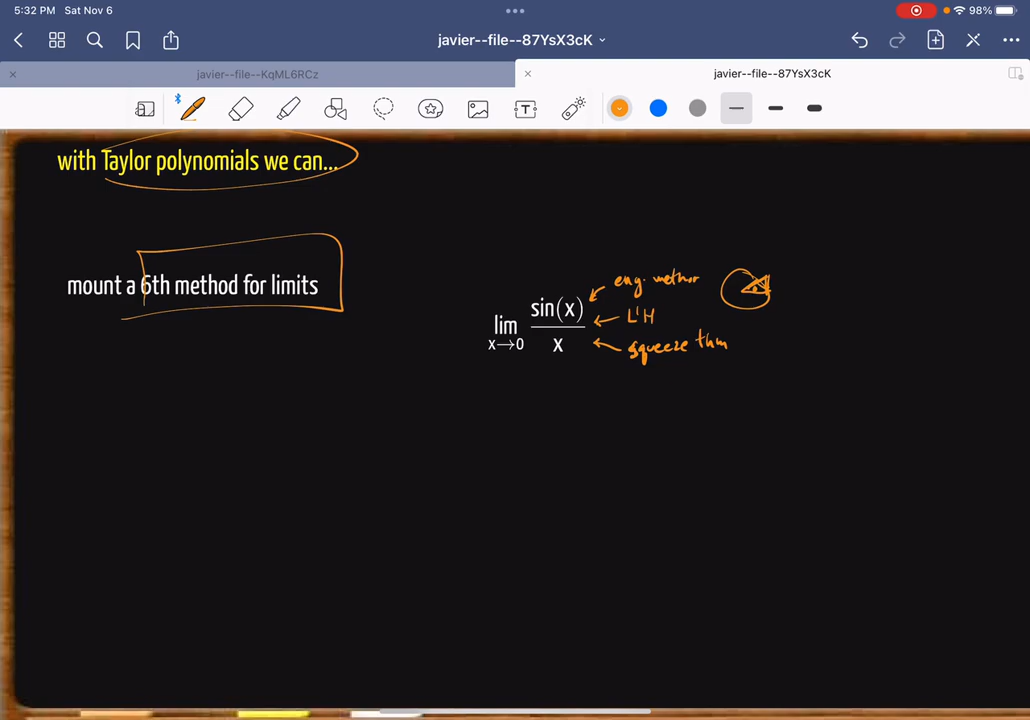 5:32 PM Sat Nov 6
98%
javier--file--87YsX3cK
javier--file--KqML6RCz
javier--file--87YsX3cK
with Taylor polynomials we can...
mount a 6th method for limits
lim x→0 sin(x) / x
eng. method
L'H
squeeze thm